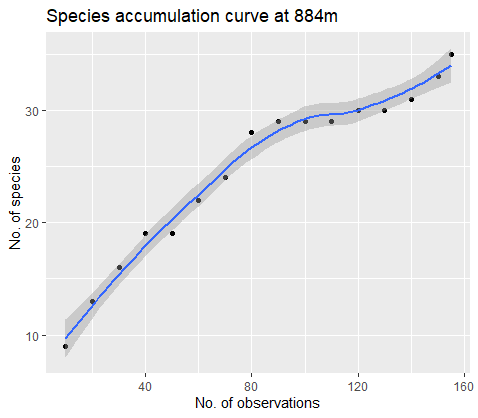 Species accumulation curve at 884m
No. of species
30
20
10
40 80 120 160
No. of observations